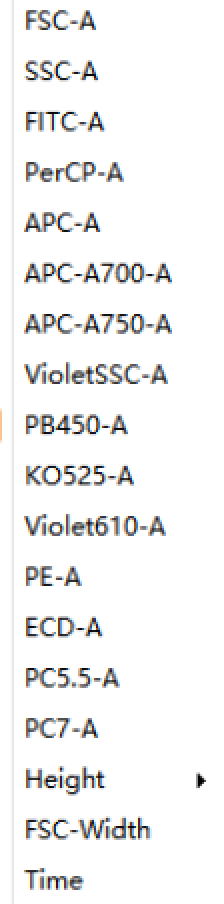 FSC-A
SSC-A
FITC-A
PerCP-A
APC-A
APC-A700-A
APC-A750-A
VioletSSC-A
PB450-A
KO525-A
Violet610-A
PE-A
ECD-A
PC5.5-A
PC7-A
Height
FSC-Width
Time